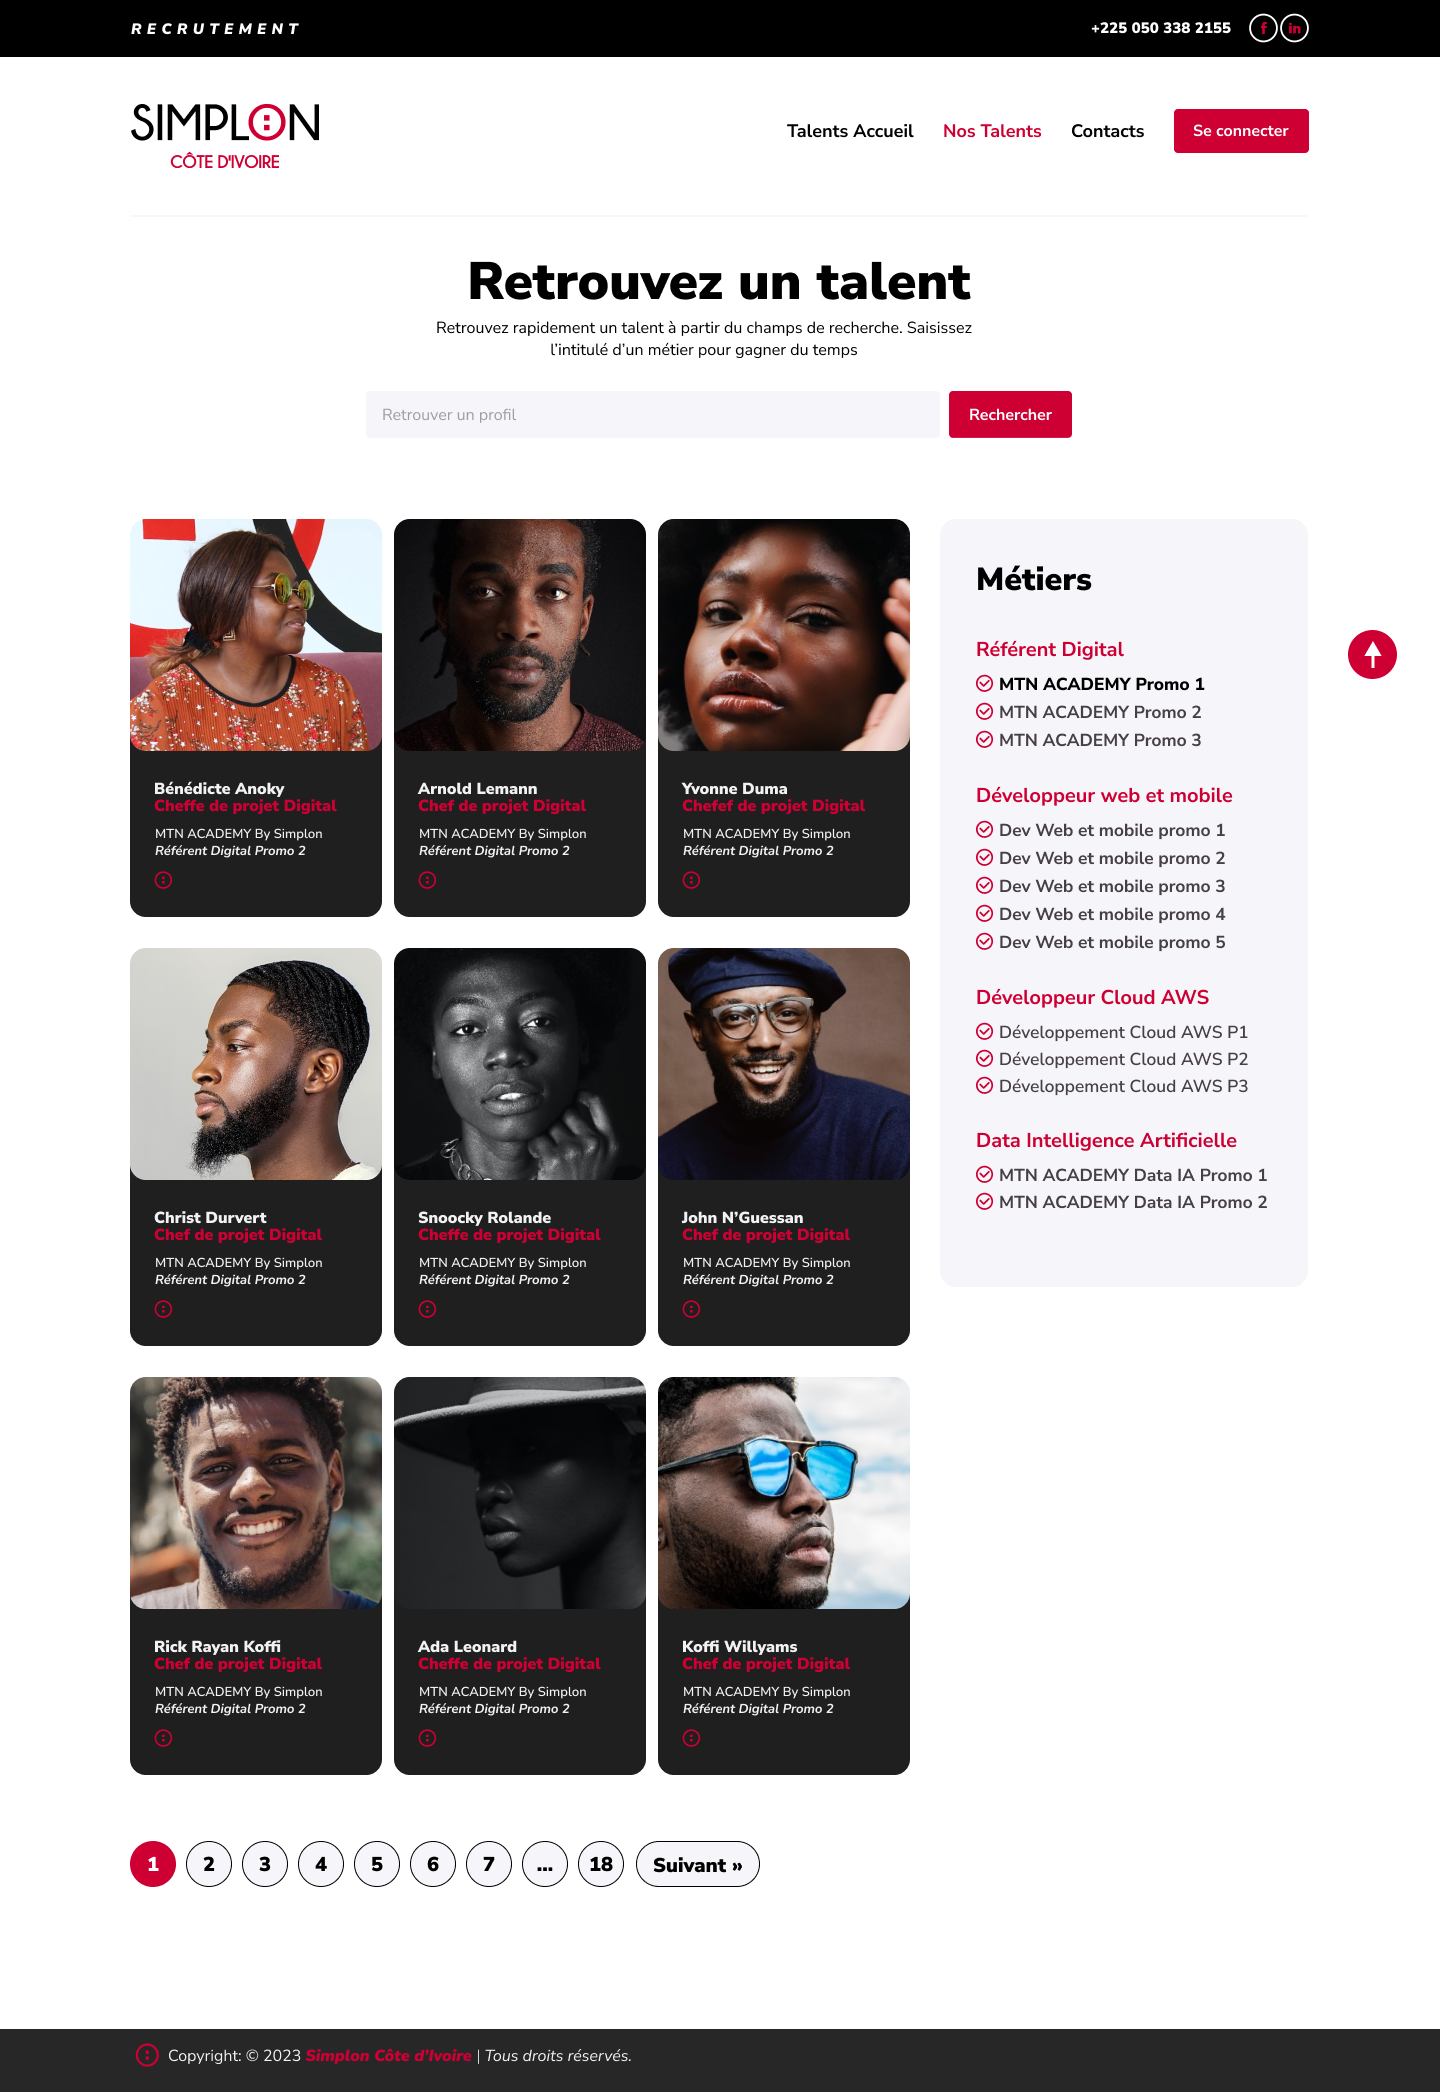 RECRUTEMENT
+225 050 338 2155
SIMPLON
CÔTE D'IVOIRE
Talents Accueil
Nos Talents
Contacts
Se connecter
Retrouvez un talent
Retrouvez rapidement un talent à partir du champs de recherche. Saisissez
l'intitulé d'un métier pour gagner du temps
Retrouver un profil
Rechercher
Bénédicte Anoky
Cheffe de projet Digital
MTN ACADEMY By Simplon
Référent Digital Promo 2
Arnold Lemann
Chef de projet Digital
MTN ACADEMY By Simplon
Référent Digital Promo 2
Yvonne Duma
Chefef de projet Digital
MTN ACADEMY By Simplon
Référent Digital Promo 2
Christ Durvert
Chef de projet Digital
MTN ACADEMY By Simplon
Référent Digital Promo 2
Snoocky Rolande
Cheffe de projet Digital
MTN ACADEMY By Simplon
Référent Digital Promo 2
John N’Guessan
Chef de projet Digital
MTN ACADEMY By Simplon
Référent Digital Promo 2
Rick Rayan Koffi
Chef de projet Digital
MTN ACADEMY By Simplon
Référent Digital Promo 2
Ada Leonard
Cheffe de projet Digital
MTN ACADEMY By Simplon
Référent Digital Promo 2
Koffi Willyams
Chef de projet Digital
MTN ACADEMY By Simplon
Référent Digital Promo 2
Métiers
Référent Digital
MTN ACADEMY Promo 1
MTN ACADEMY Promo 2
MTN ACADEMY Promo 3
Développeur web et mobile
Dev Web et mobile promo 1
Dev Web et mobile promo 2
Dev Web et mobile promo 3
Dev Web et mobile promo 4
Dev Web et mobile promo 5
Développeur Cloud AWS
Développement Cloud AWS P1
Développement Cloud AWS P2
Développement Cloud AWS P3
Data Intelligence Artificielle
MTN ACADEMY Data IA Promo 1
MTN ACADEMY Data IA Promo 2
1 2 3 4 5 6 7 ... 18 Suivant »
Copyright: © 2023 Simplon Côte d'Ivoire | Tous droits réservés.